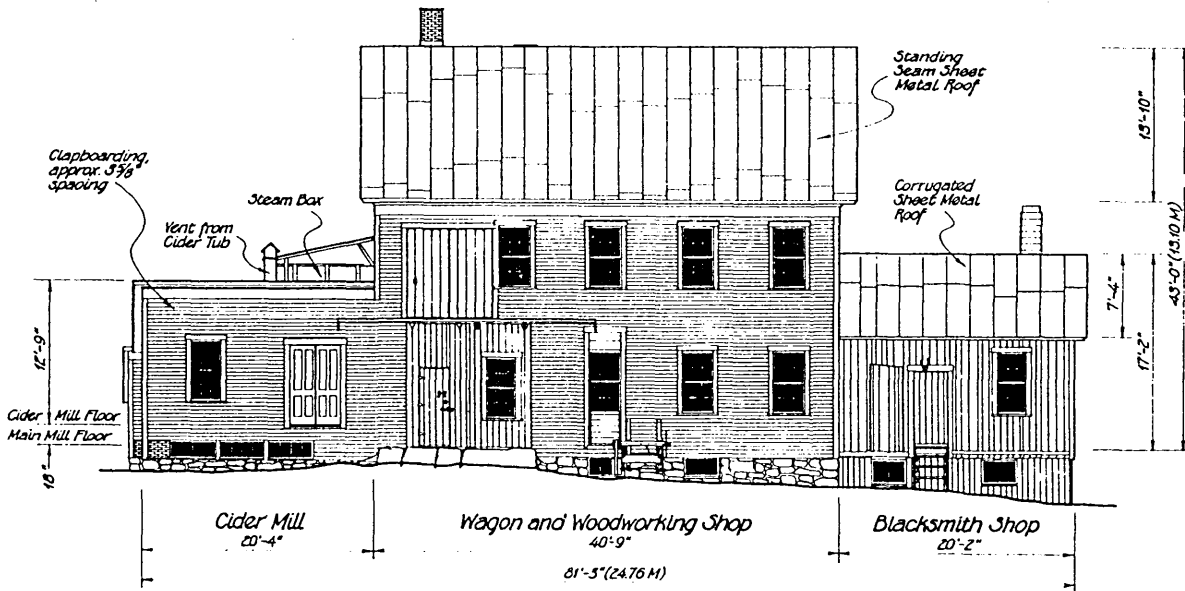 Standing
Seam Sheet
Metal Roof
13'-10"
Clapboarding,
approx. 3⅝"
spacing
Steam Box
Vent from
Cider Tub
Corrugated
Sheet Metal
Roof
43'-0" (13.10 M)
7'-4"
17'-2"
12'-9"
Cider Mill Floor
Main Mill Floor
18"
Cider Mill
20'-4"
Wagon and Woodworking Shop
40'-9"
Blacksmith Shop
20'-2"
81'-3" (24.76 M)